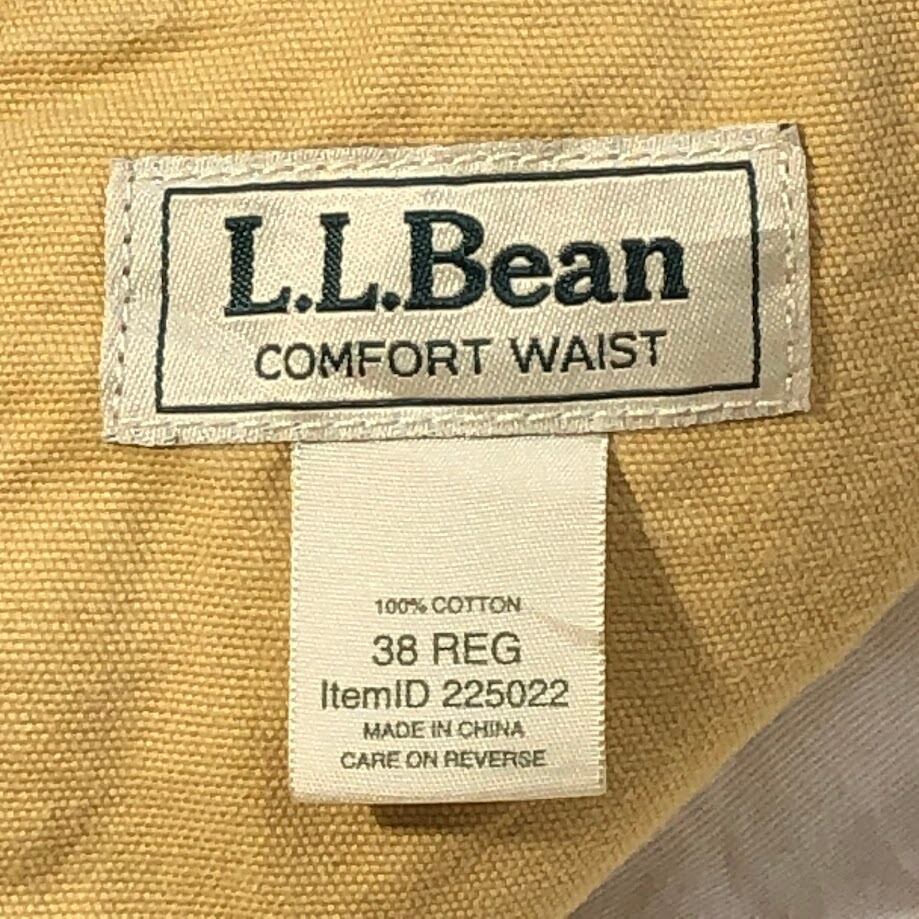 L.L.Bean
COMFORT WAIST
100% COTTON
38 REG
ItemID 225022
MADE IN CHINA
CARE ON REVERSE